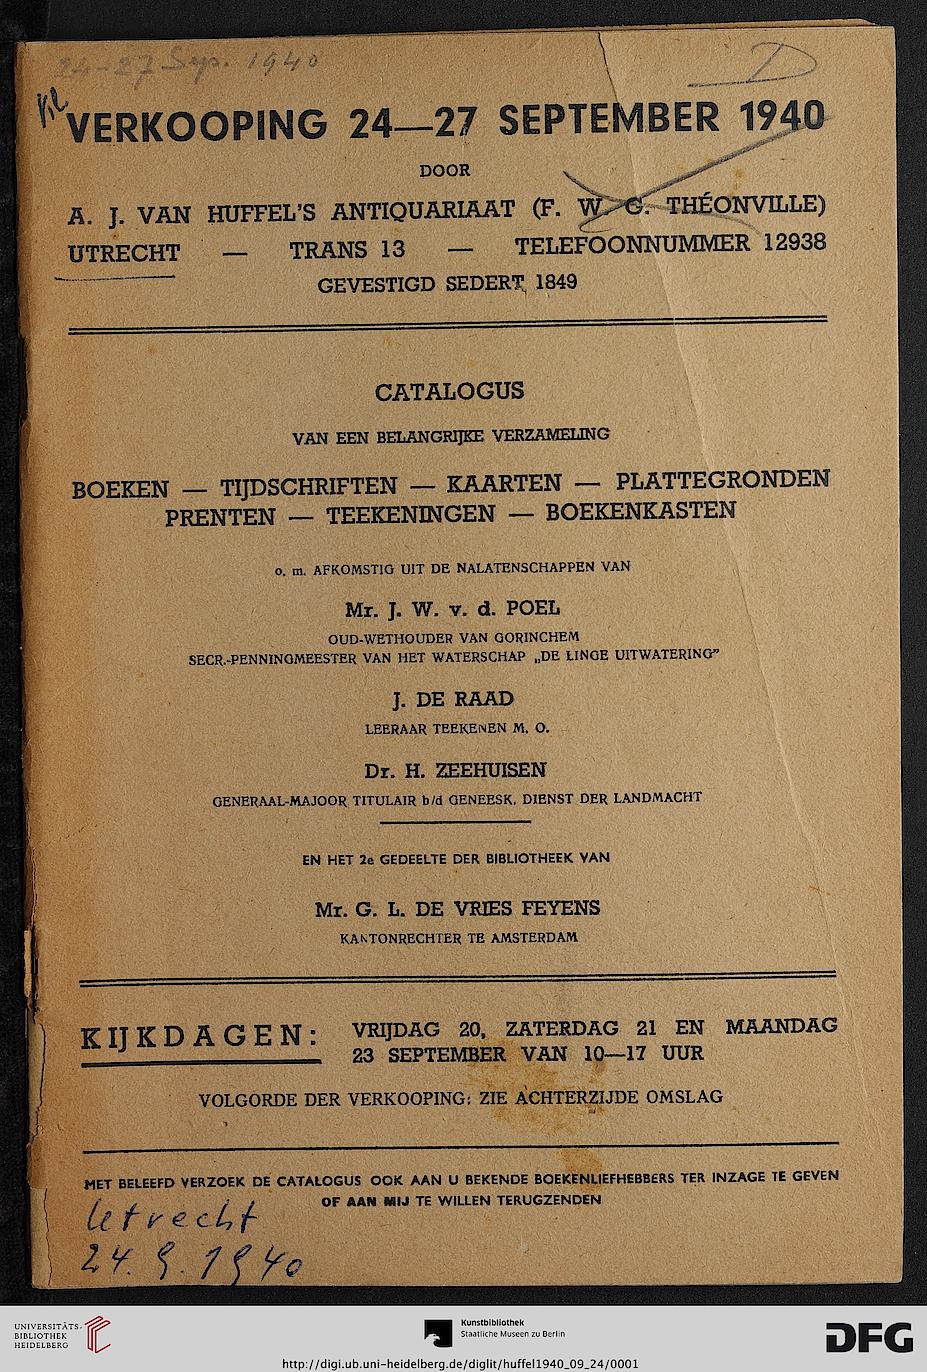 24-27 Sep. 1940
D
VERKOOPING 24—27 SEPTEMBER 1940
DOOR
A. J. VAN HUFFEL'S ANTIQUARIAAT (F. W. G. THÉONVILLE)
UTRECHT — TRANS 13 — TELEFOONNUMMER 12938
GEVESTIGD SEDERT 1849
CATALOGUS
VAN EEN BELANGRIJKE VERZAMELING
BOEKEN — TIJDSCHRIFTEN — KAARTEN — PLATTEGRONDEN
PRENTEN — TEEKENINGEN — BOEKENKASTEN
o. m. AFKOMSTIG UIT DE NALATENSCHAPPEN VAN
Mr. J. W. v. d. POEL
OUD-WETHOUDER VAN GORINCHEM
SECR.-PENNINGMEESTER VAN HET WATERSCHAP „DE LINGE UITWATERING”
J. DE RAAD
LEERAAR TEEKENEN M. O.
Dr. H. ZEEHUISEN
GENERAAL-MAJOOR TITULAIR b/d GENEESK. DIENST DER LANDMACHT
EN HET 2e GEDEELTE DER BIBLIOTHEEK VAN
Mr. G. L. DE VRIES FEYENS
KANTONRECHTER TE AMSTERDAM
KIJKDAGEN: VRIJDAG 20, ZATERDAG 21 EN MAANDAG
23 SEPTEMBER VAN 10—17 UUR
VOLGORDE DER VERKOOPING: ZIE ACHTERZIJDE OMSLAG
MET BELEEFD VERZOEK DE CATALOGUS OOK AAN U BEKENDE BOEKENLIEFHEBBERS TER INZAGE TE GEVEN
OF AAN MIJ TE WILLEN TERUGZENDEN
Utrecht
24. 9. 1940
UNIVERSITÄTS-
BIBLIOTHEK
HEIDELBERG
Kunstbibliothek
Staatliche Museen zu Berlin
DFG
http://digi.ub.uni-heidelberg.de/diglit/huffel1940_09_24/0001